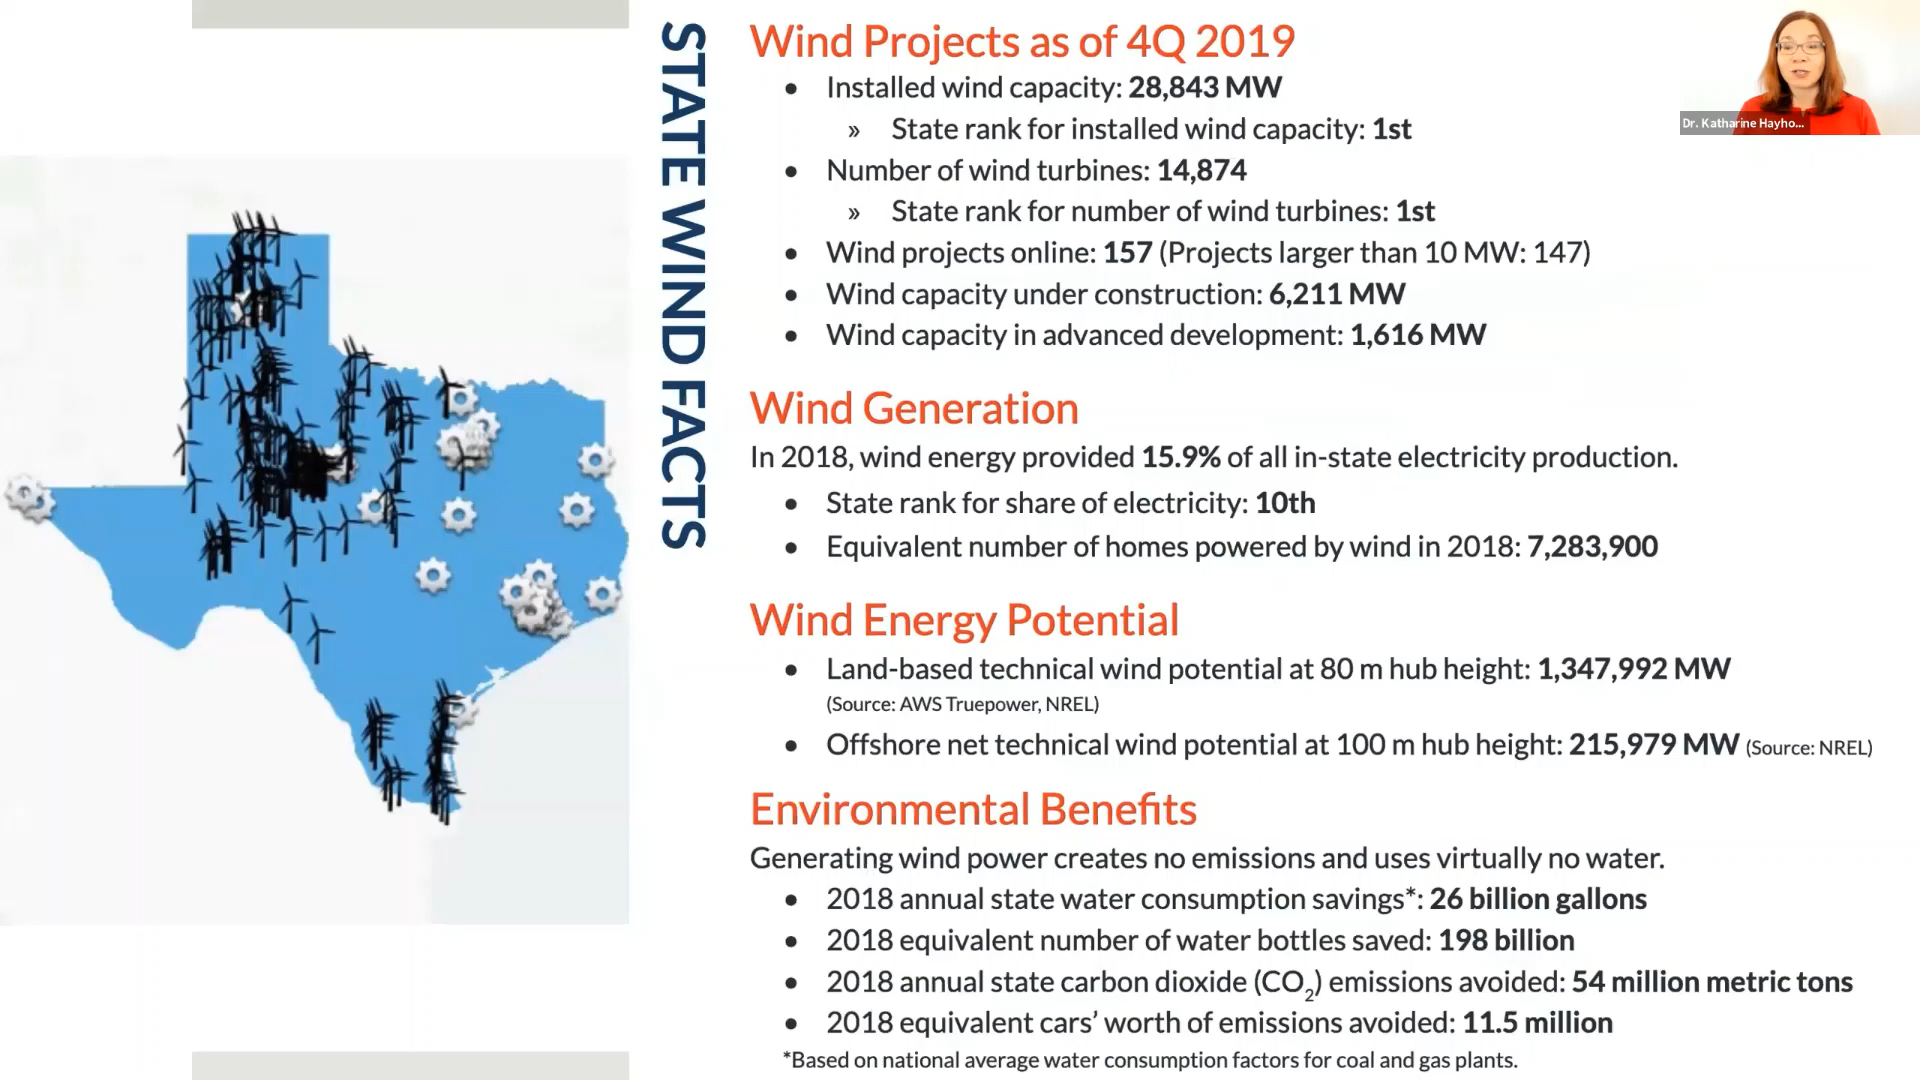 STATE WIND FACTS
Wind Projects as of 4Q 2019
• Installed wind capacity: 28,843 MW
» State rank for installed wind capacity: 1st
• Number of wind turbines: 14,874
» State rank for number of wind turbines: 1st
• Wind projects online: 157 (Projects larger than 10 MW: 147)
• Wind capacity under construction: 6,211 MW
• Wind capacity in advanced development: 1,616 MW
Wind Generation
In 2018, wind energy provided 15.9% of all in-state electricity production.
• State rank for share of electricity: 10th
• Equivalent number of homes powered by wind in 2018: 7,283,900
Wind Energy Potential
• Land-based technical wind potential at 80 m hub height: 1,347,992 MW
(Source: AWS Truepower, NREL)
• Offshore net technical wind potential at 100 m hub height: 215,979 MW (Source: NREL)
Environmental Benefits
Generating wind power creates no emissions and uses virtually no water.
• 2018 annual state water consumption savings*: 26 billion gallons
• 2018 equivalent number of water bottles saved: 198 billion
• 2018 annual state carbon dioxide (CO₂) emissions avoided: 54 million metric tons
• 2018 equivalent cars’ worth of emissions avoided: 11.5 million
*Based on national average water consumption factors for coal and gas plants.
Dr. Katharine Hayho...